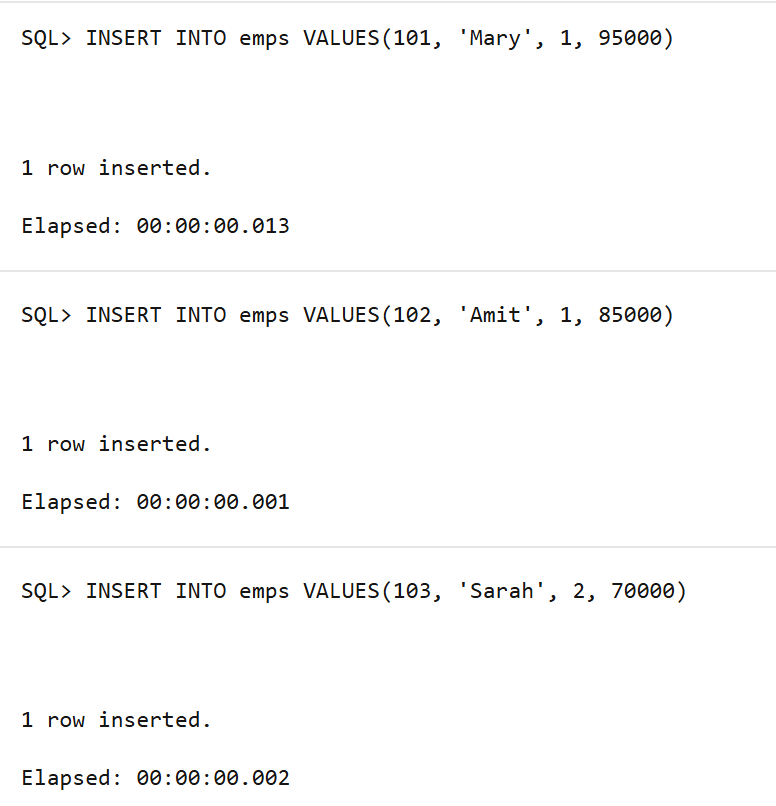 SQL> INSERT INTO emps VALUES(101, 'Mary', 1, 95000)
1 row inserted.
Elapsed: 00:00:00.013
SQL> INSERT INTO emps VALUES(102, 'Amit', 1, 85000)
1 row inserted.
Elapsed: 00:00:00.001
SQL> INSERT INTO emps VALUES(103, 'Sarah', 2, 70000)
1 row inserted.
Elapsed: 00:00:00.002